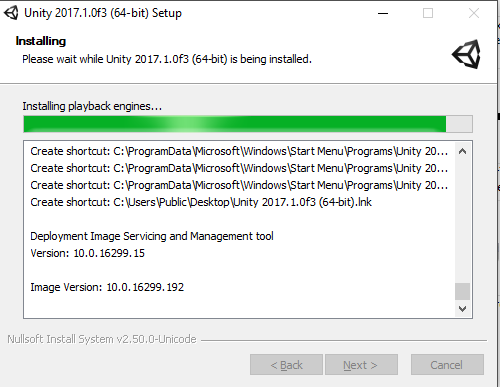 Unity 2017.1.0f3 (64-bit) Setup
Installing
Please wait while Unity 2017.1.0f3 (64-bit) is being installed.
Installing playback engines...
Create shortcut: C:\ProgramData\Microsoft\Windows\Start Menu\Programs\Unity 20...
Create shortcut: C:\ProgramData\Microsoft\Windows\Start Menu\Programs\Unity 20...
Create shortcut: C:\ProgramData\Microsoft\Windows\Start Menu\Programs\Unity 20...
Create shortcut: C:\Users\Public\Desktop\Unity 2017.1.0f3 (64-bit).lnk
Deployment Image Servicing and Management tool
Version: 10.0.16299.15
Image Version: 10.0.16299.192
Nullsoft Install System v2.50.0-Unicode
< Back Next > Cancel